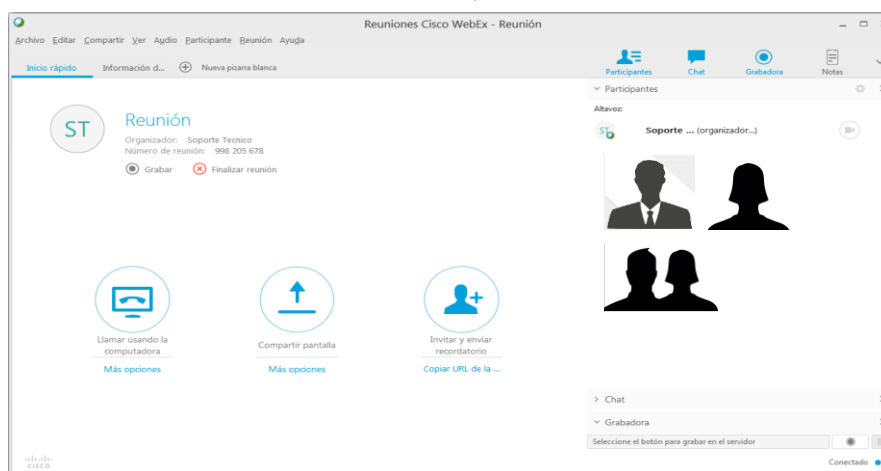 Reuniones Cisco WebEx - Reunión
Archivo Editar Compartir Ver Audio Participante Reunión Ayuda
Inicio rápido Información d... Nueva pizarra blanca
Participantes Chat Grabadora Notas
Participantes
Altavoz:
ST Soporte ... (organizador...)
ST
Reunión
Organizador: Soporte Tecnico
Número de reunión: 998 205 678
Grabar Finalizar reunión
Llamar usando la computadora
Más opciones
Compartir pantalla
Más opciones
Invitar y enviar recordatorio
Copiar URL de la ...
Chat
Grabadora
Seleccione el botón para grabar en el servidor
Conectado
CISCO